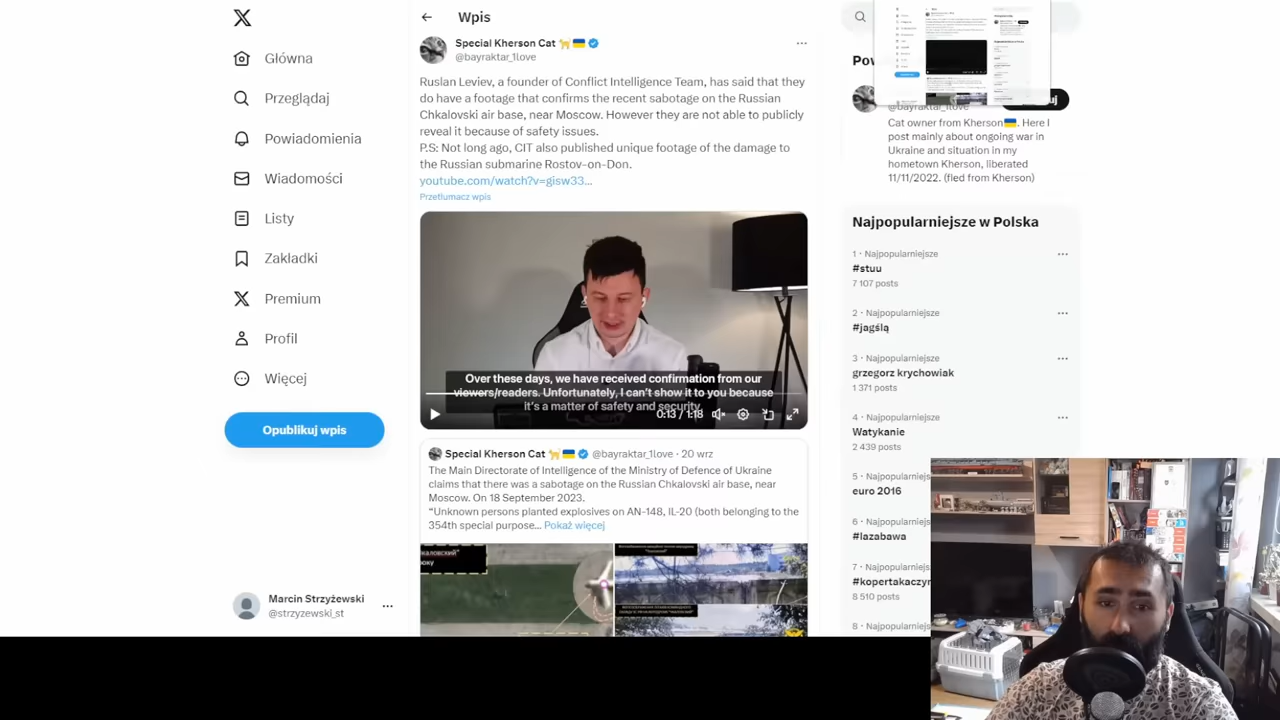 Wpis
Główna
Powiadomienia
Wiadomości
Listy
Zakładki
Premium
Profil
Więcej
Opublikuj wpis
Marcin Strzyżewski
@strzyzewski_st
Special Kherson Cat
Ruslan Leviev, founder of Conflict Intelligence Team, has said that they
do have a footage that confirms the recent sabotage on the Russian
Chkalovski airbase near Moscow. However they are not able to publicly
reveal it because of safety issues.
P.S: Not long ago, CIT also published unique footage of the damage to
the Russian submarine Rostov-on-Don.
youtube.com/watch?v=gisw33...
Przetłumacz wpis
Over these days, we have received confirmation from our
viewers/readers. Unfortunately, I can't show it to you because
it's a matter of safety and security
0:13 / 1:18
Special Kherson Cat @bayraktar_1love · 20 wrz
The Main Directorate of Intelligence of the Ministry of Defence of Ukraine
claims that there was a sabotage on the Russian Chkalovski air base, near
Moscow. On 18 September 2023.
"Unknown persons planted explosives on AN-148, IL-20 (both belonging to the
354th special purpose... Pokaż więcej
@bayraktar_1love
Cat owner from Kherson. Here I
post mainly about ongoing war in
Ukraine and situation in my
hometown Kherson, liberated
11/11/2022. (fled from Kherson)
Najpopularniejsze w Polska
1 · Najpopularniejsze
#stuu
7 107 posts
2 · Najpopularniejsze
#jagślą
3 · Najpopularniejsze
grzegorz krychowiak
1 371 posts
4 · Najpopularniejsze
Watykanie
2 439 posts
5 · Najpopularniejs
euro 2016
6 · Najpopularniejs
#lazabawa
7 · Najpopularniejs
#kopertakaczyr
8 510 posts
8 · Najpopularniejs